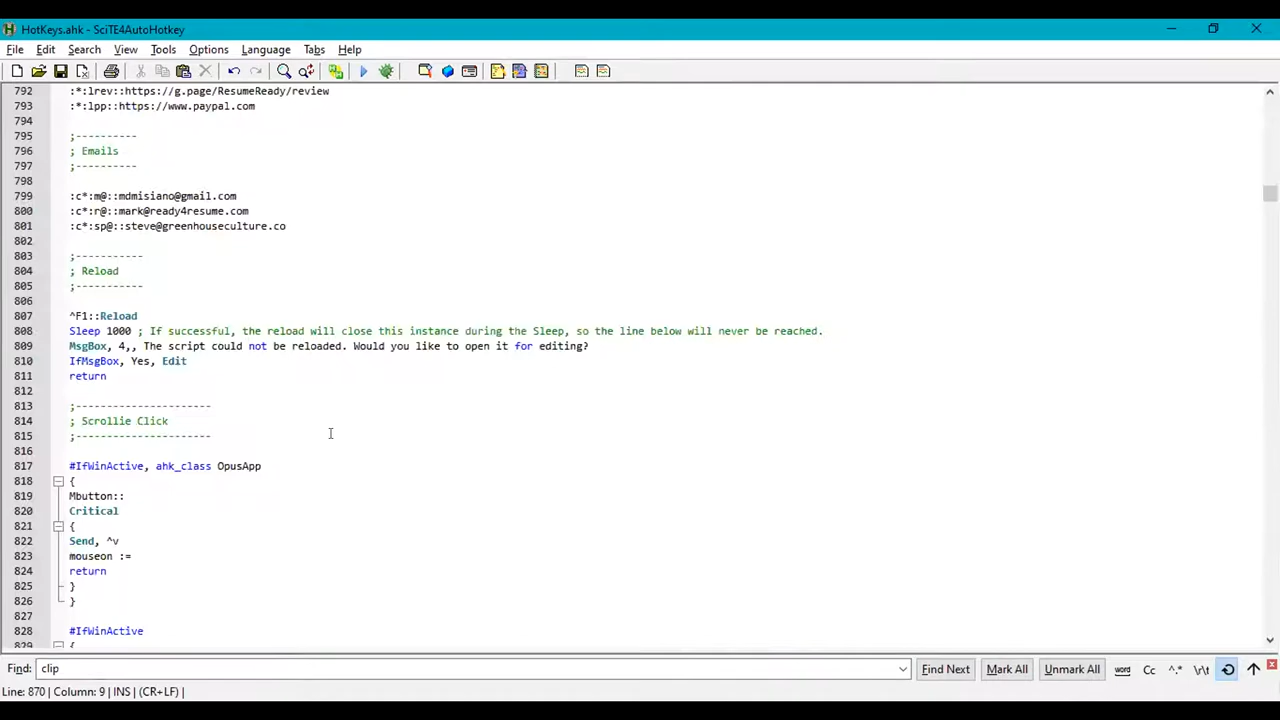 HotKeys.ahk - SciTE4AutoHotkey
File Edit Search View Tools Options Language Tabs Help
792 :*:lrev::https://g.page/ResumeReady/review
793 :*:lpp::https://www.paypal.com
794
795 ;----------
796 ; Emails
797 ;----------
798
799 :c*:m@::mdmisiano@gmail.com
800 :c*:r@::mark@ready4resume.com
801 :c*:sp@::steve@greenhouseculture.co
802
803 ;-----------
804 ; Reload
805 ;-----------
806
807 ^F1::Reload
808 Sleep 1000 ; If successful, the reload will close this instance during the Sleep, so the line below will never be reached.
809 MsgBox, 4,, The script could not be reloaded. Would you like to open it for editing?
810 IfMsgBox, Yes, Edit
811 return
812
813 ;----------------------
814 ; Scrollie Click
815 ;----------------------
816
817 #IfWinActive, ahk_class OpusApp
818 {
819 Mbutton::
820 Critical
821 {
822 Send, ^v
823 mouseon :=
824 return
825 }
826 }
827
828 #IfWinActive
829 {
Find: clip Find Next Mark All Unmark All word Cc ^.* \r\t
Line: 870 | Column: 9 | INS | (CR+LF) |